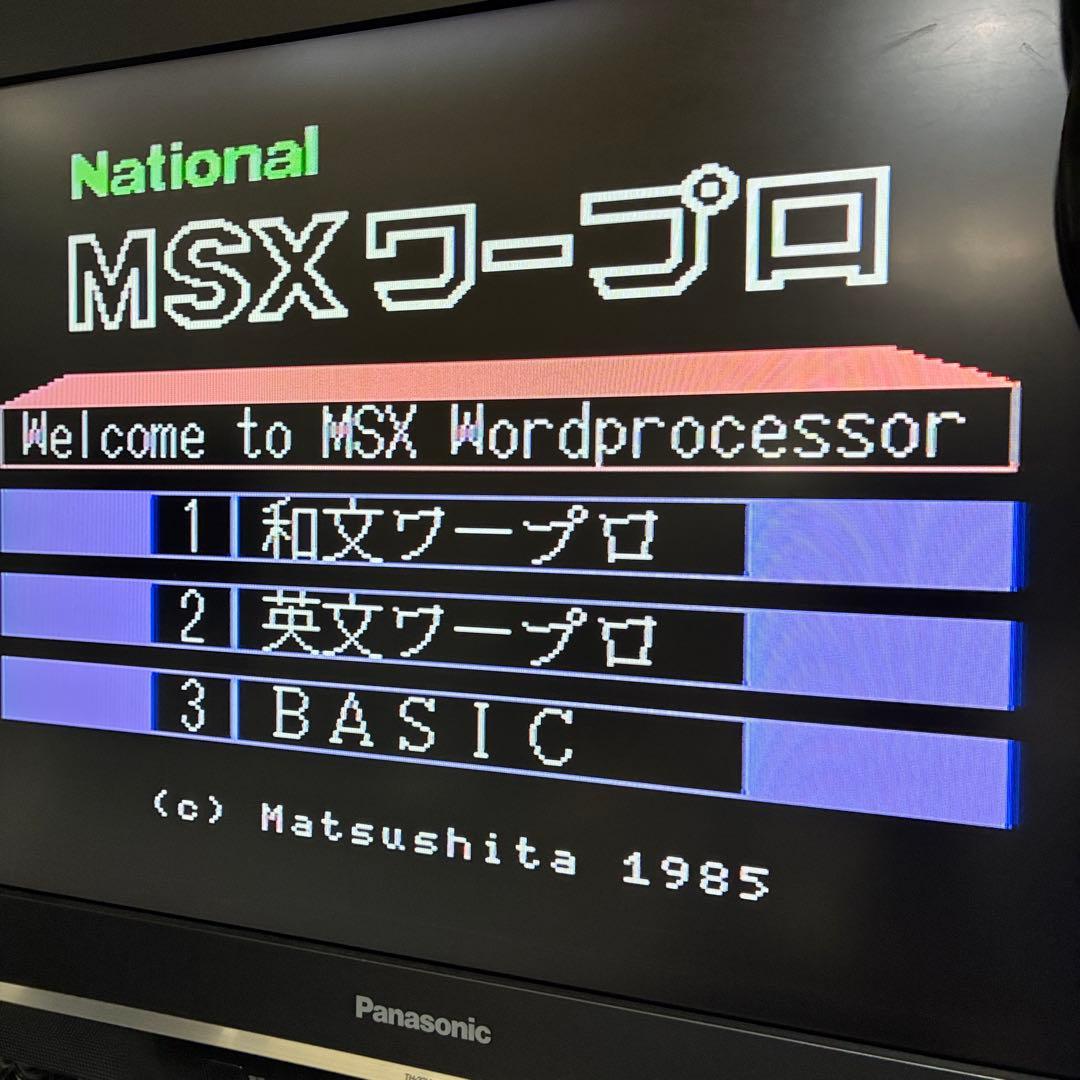 National
MSXワープロ
Welcome to MSX Wordprocessor
1 和文ワープロ
2 英文ワープロ
3 BASIC
(c) Matsushita 1985
Panasonic